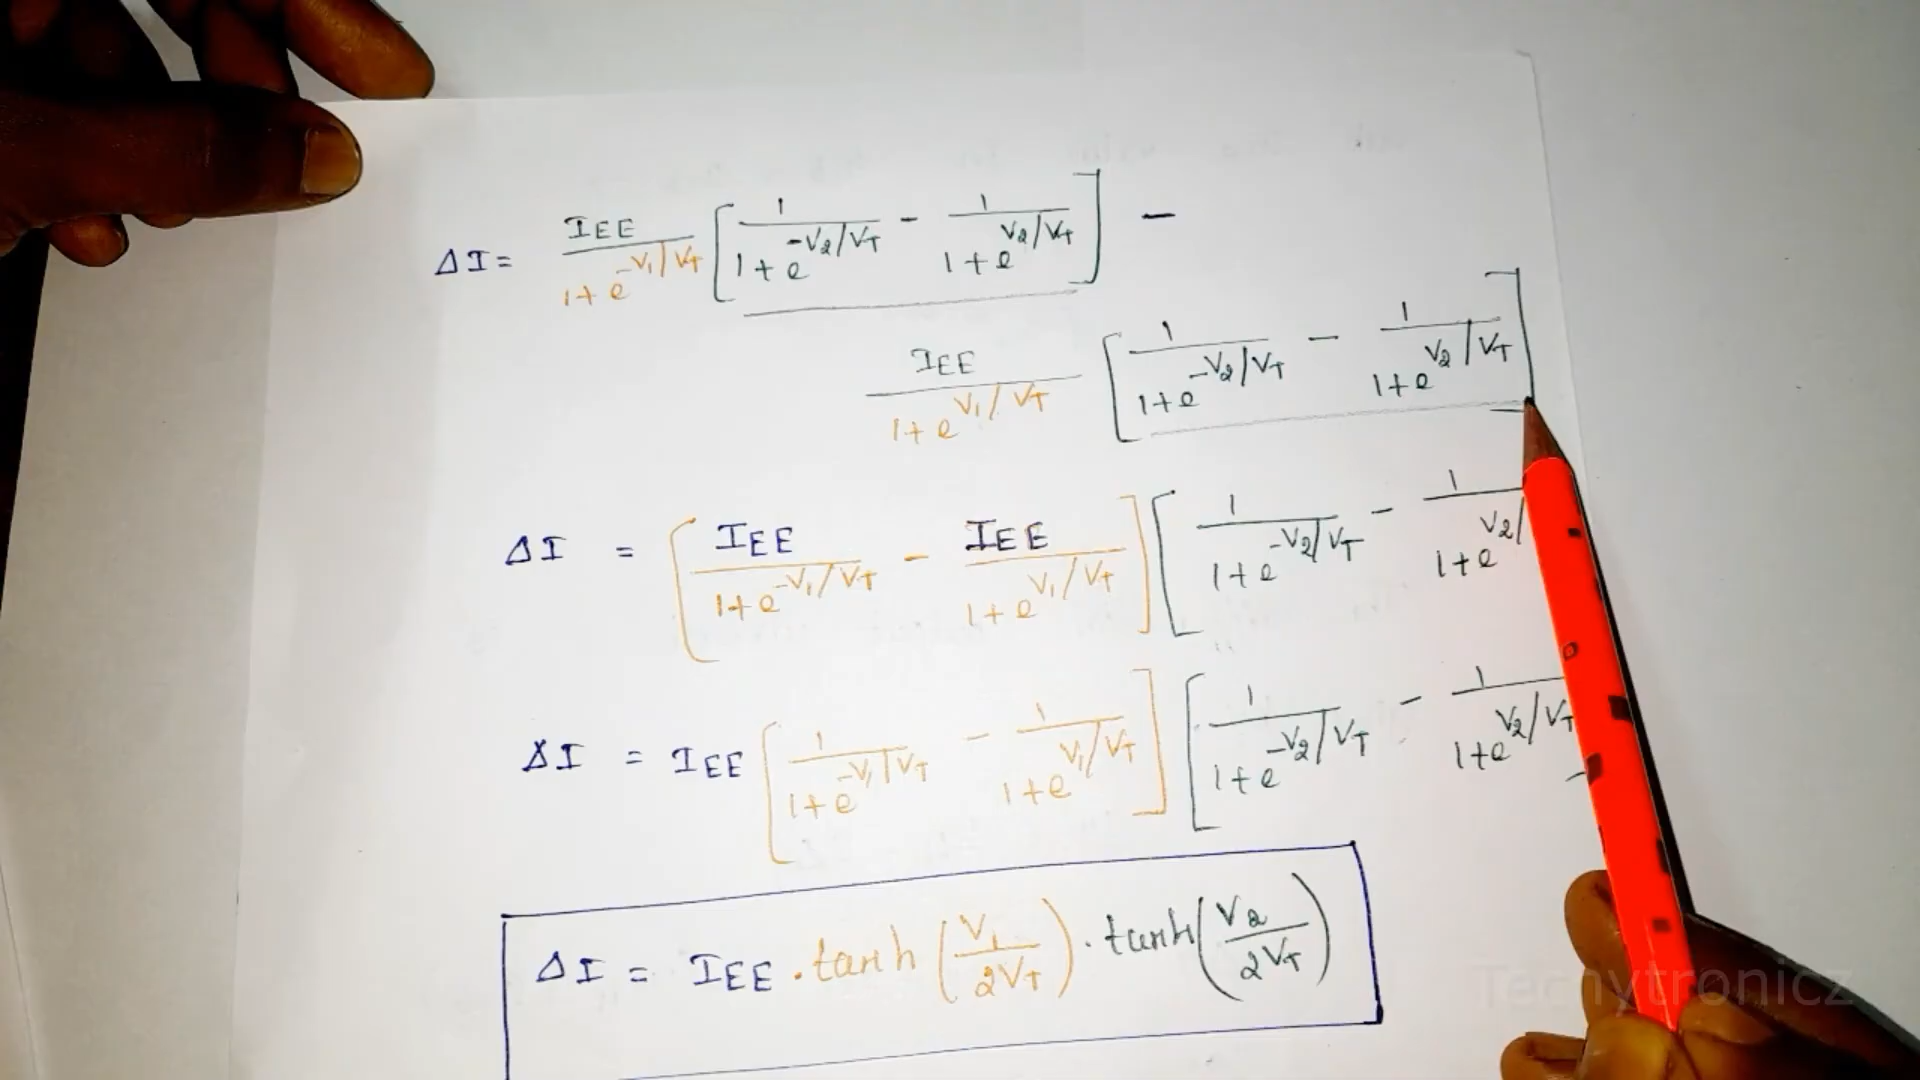 ΔI = IEE / (1+e^(-V1/VT)) [ 1 / (1+e^(-V2/VT)) - 1 / (1+e^(V2/VT)) ] -
IEE / (1+e^(V1/VT)) [ 1 / (1+e^(-V2/VT)) - 1 / (1+e^(V2/VT)) ]
ΔI = [ IEE / (1+e^(-V1/VT)) - IEE / (1+e^(V1/VT)) ] [ 1 / (1+e^(-V2/VT)) - 1 / (1+e^(V2/
ΔI = IEE [ 1 / (1+e^(-V1/VT)) - 1 / (1+e^(V1/VT)) ] [ 1 / (1+e^(-V2/VT)) - 1 / (1+e^(V2/VT))
ΔI = IEE . tanh (V1 / 2VT) . tanh (V2 / 2VT)
Techytronicz